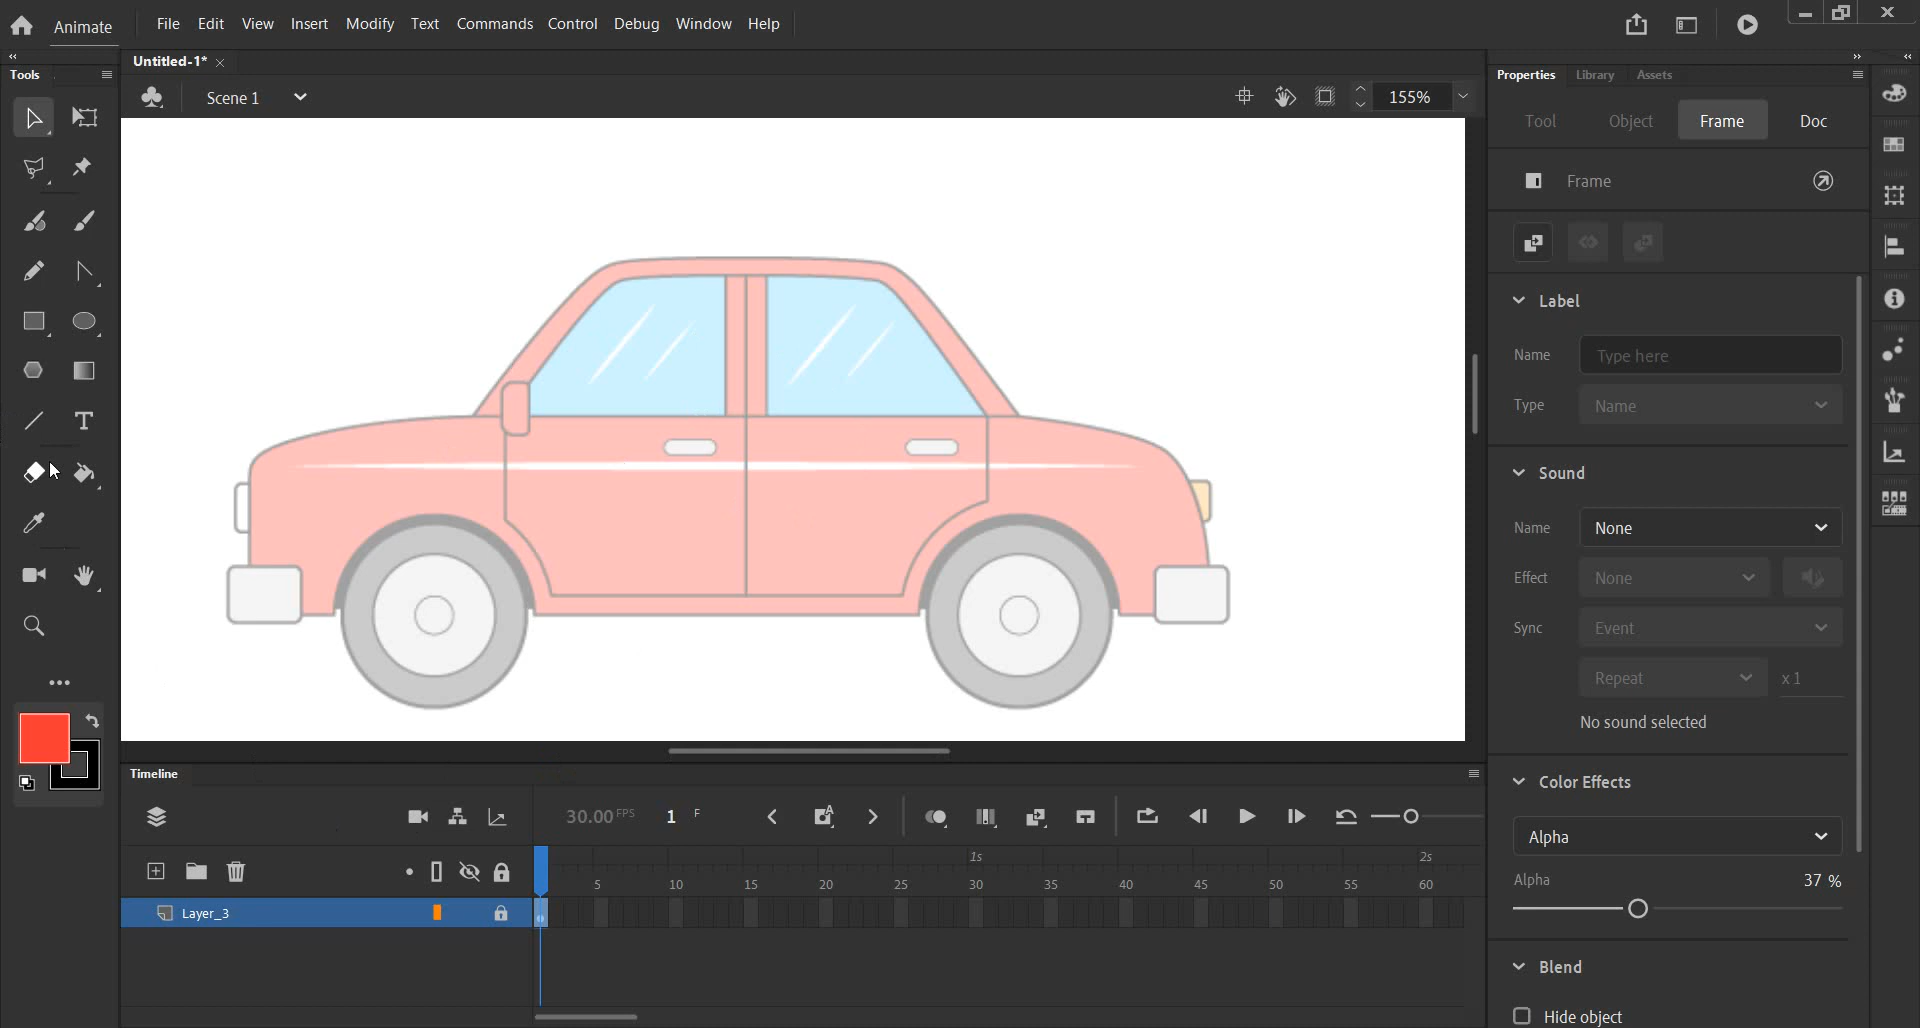 Animate File Edit View Insert Modify Text Commands Control Debug Window Help
Tools
Untitled-1*
Scene 1
155%
Properties Library Assets
Tool Object Frame Doc
Frame
Label
Name Type here
Type Name
Sound
Name None
Effect None
Sync Event
Repeat x 1
No sound selected
Color Effects
Alpha
Alpha 37 %
Blend
Hide object
T
Timeline
30.00 FPS 1 F
1s 2s
5 10 15 20 25 30 35 40 45 50 55 60
Layer_3